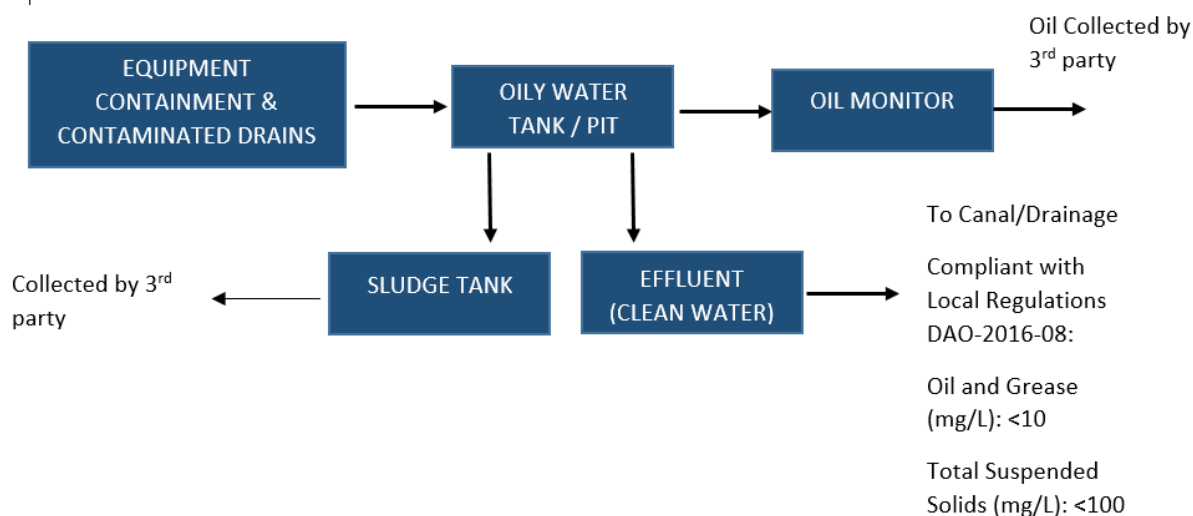 EQUIPMENT
CONTAINMENT &
CONTAMINATED DRAINS
OILY WATER
TANK / PIT
OIL MONITOR
Oil Collected by
3rd party
SLUDGE TANK
Collected by 3rd
party
EFFLUENT
(CLEAN WATER)
To Canal/Drainage
Compliant with
Local Regulations
DAO-2016-08:
Oil and Grease
(mg/L): <10
Total Suspended
Solids (mg/L): <100